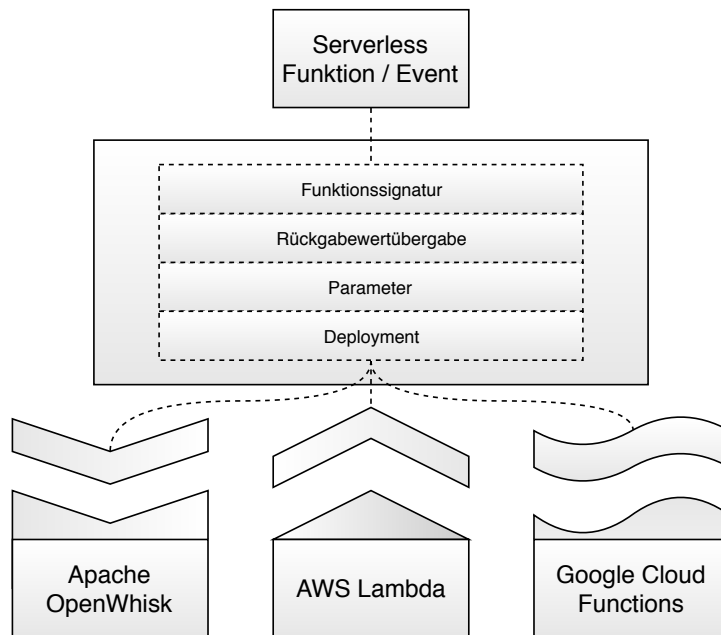 Serverless
Funktion / Event
Funktionssignatur
Rückgabewertübergabe
Parameter
Deployment
Apache
OpenWhisk
AWS Lambda
Google Cloud
Functions